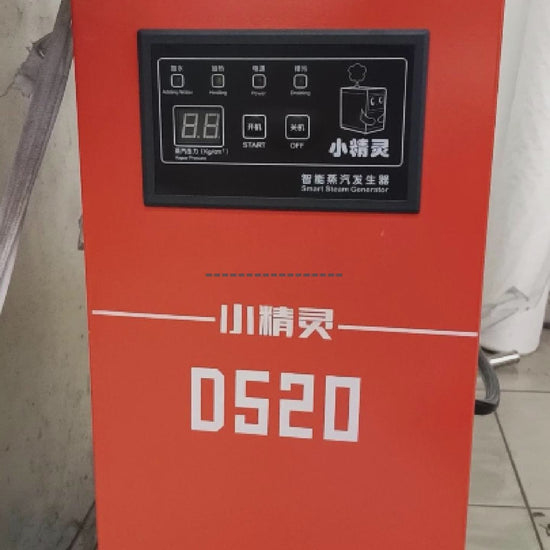 加水 加热 电源 排污
Adding Water Heating Power Draining
8.8. 开机 关机
蒸汽压力(Kg/cm²) START OFF
Vapor Pressure
小精灵
智能蒸汽发生器
Smart Steam Generator
小精灵
D520